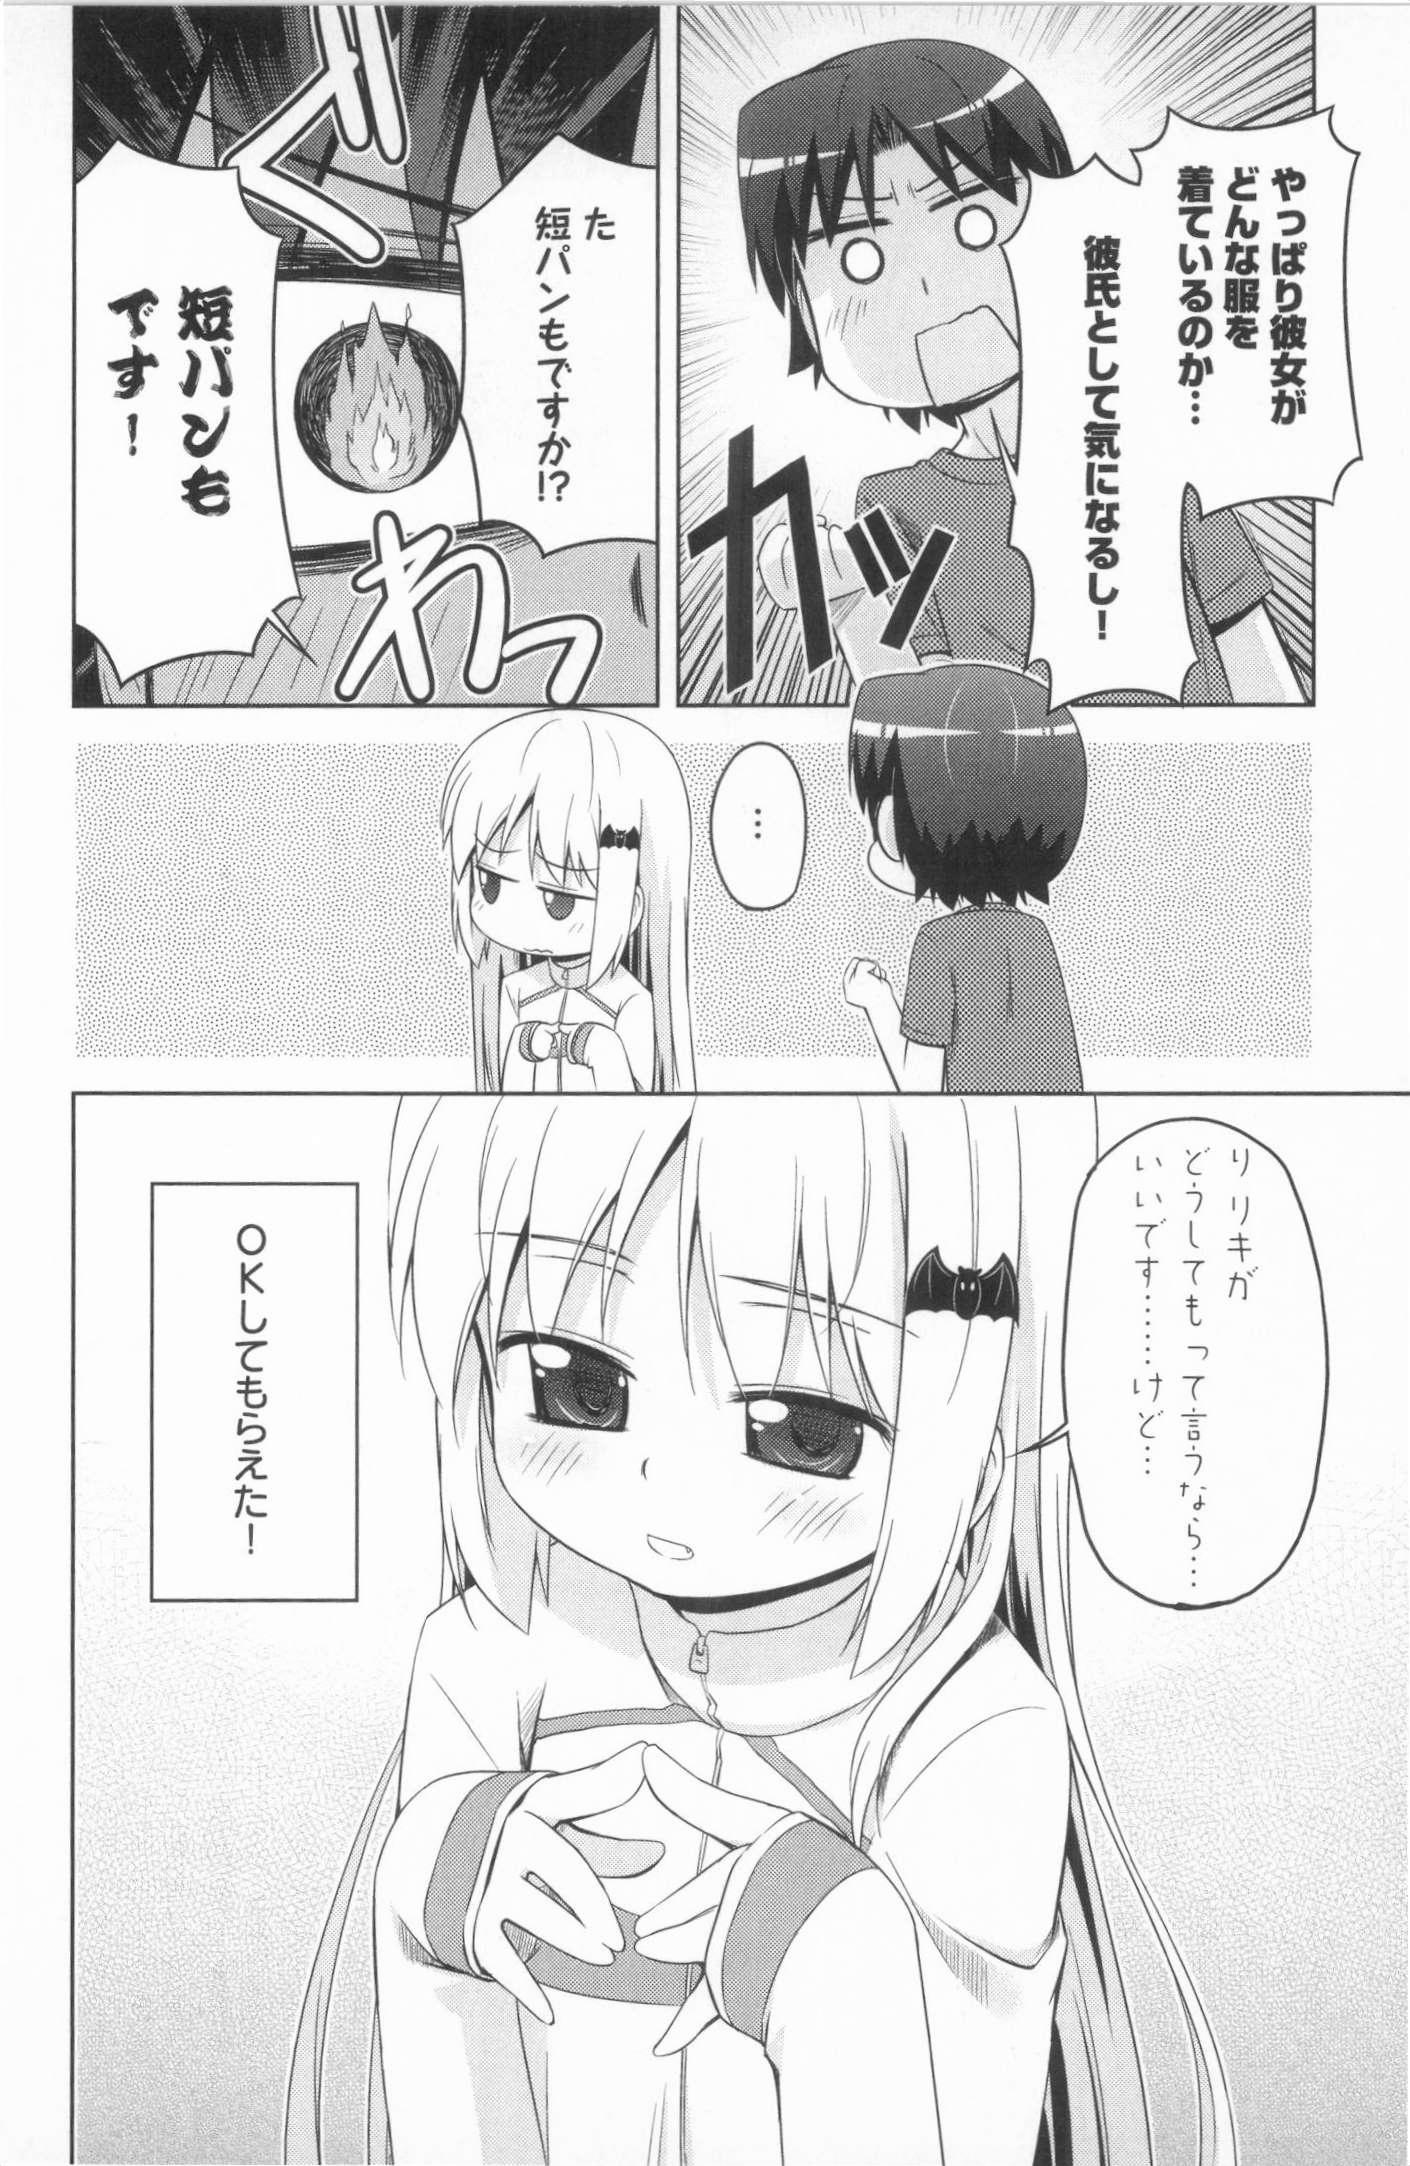 やっぱり彼女が
どんな服を
着ているのか…
彼氏として気になるし！
カッ
た
短パンもですか!?
ぐわっ
短パンも
です！
…
リリキが
どうしてもって言うなら…
いいです………けど…
OKしてもらえた！